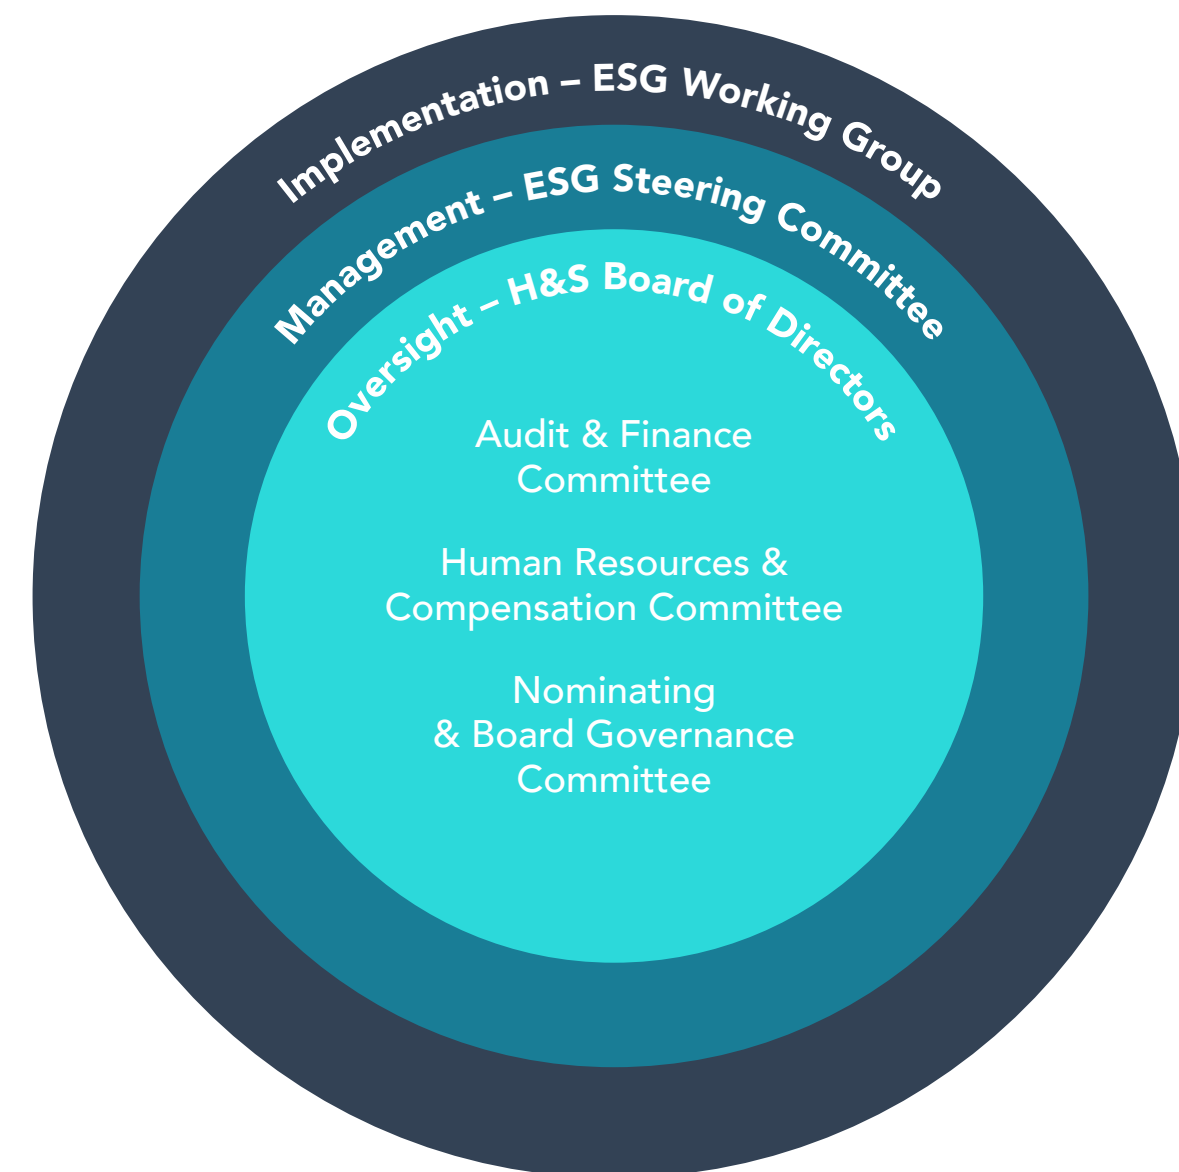 Implementation – ESG Working Group
Management – ESG Steering Committee
Oversight – H&S Board of Directors
Audit & Finance
Committee
Human Resources &
Compensation Committee
Nominating
& Board Governance
Committee